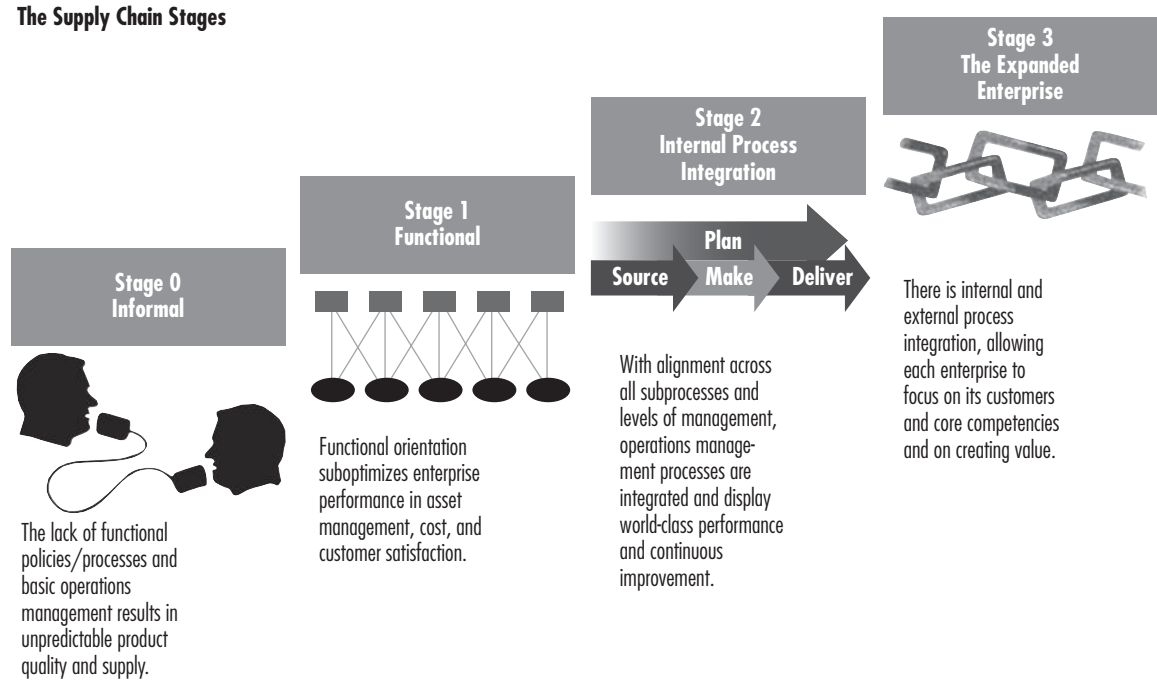 The Supply Chain Stages
Stage 0
Informal
The lack of functional
policies/processes and
basic operations
management results in
unpredictable product
quality and supply.
Stage 1
Functional
Functional orientation
suboptimizes enterprise
performance in asset
management, cost, and
customer satisfaction.
Stage 2
Internal Process
Integration
Plan
Source Make Deliver
With alignment across
all subprocesses and
levels of management,
operations manage-
ment processes are
integrated and display
world-class performance
and continuous
improvement.
Stage 3
The Expanded
Enterprise
There is internal and
external process
integration, allowing
each enterprise to
focus on its customers
and core competencies
and on creating value.